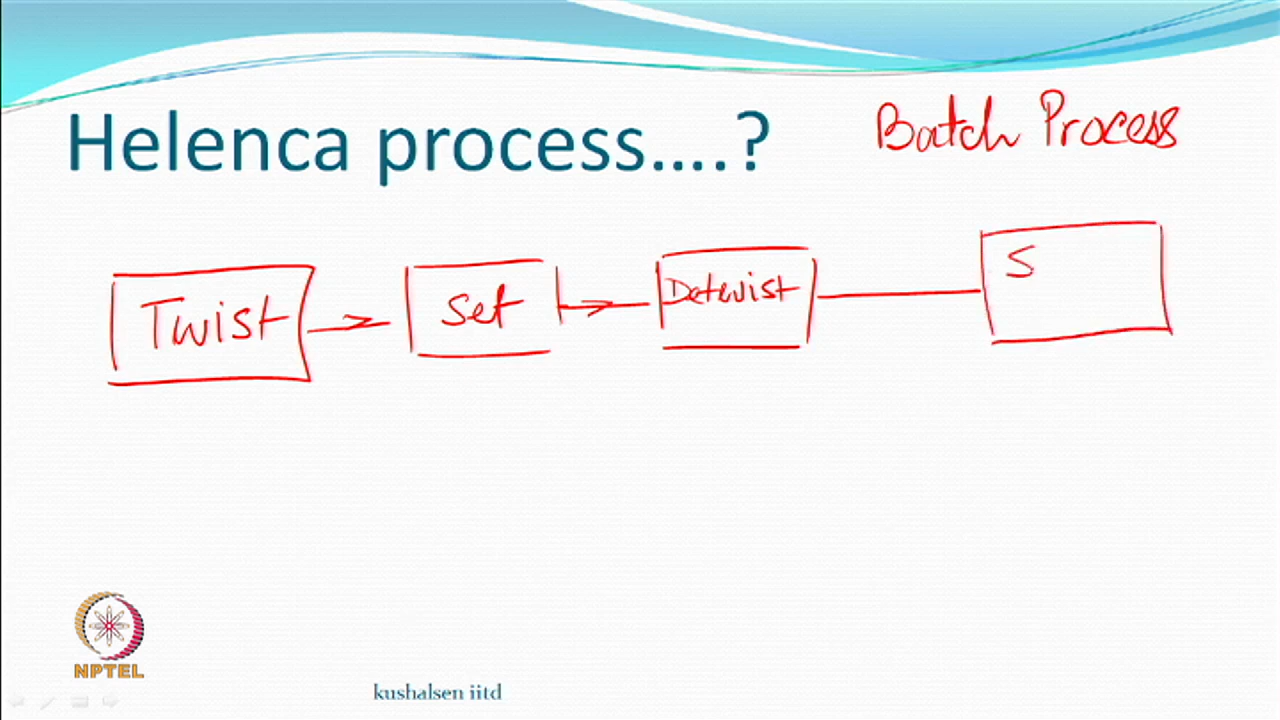 Helenca process….?
Batch Process
Twist
Set
Detwist
S
NPTEL
kushalsen iitd